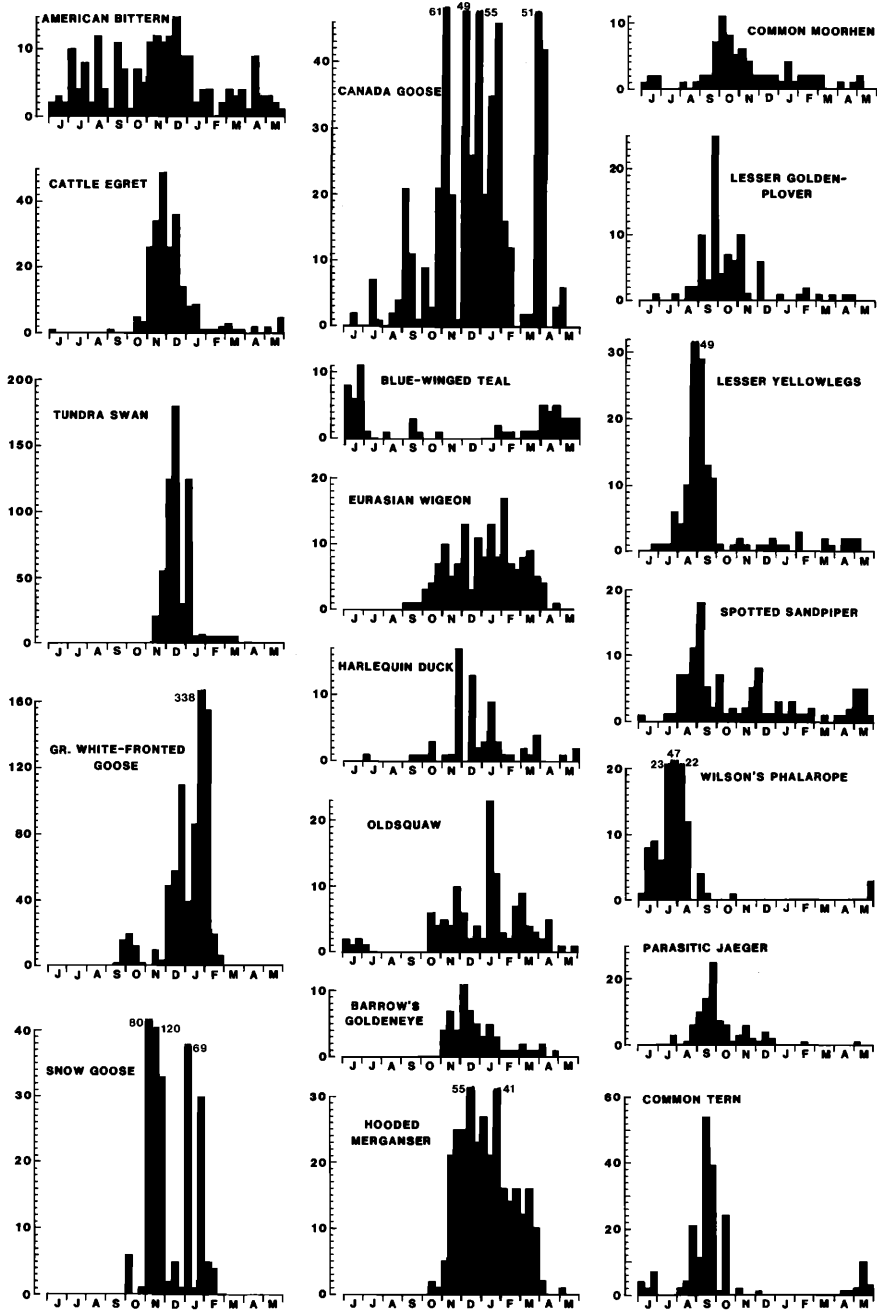 AMERICAN BITTERN
10
0
J J A S O N D J F M A M
CATTLE EGRET
40
20
0
J J A S O N D J F M A M
TUNDRA SWAN
200
150
100
50
0
J J A S O N D J F M A M
GR. WHITE-FRONTED
GOOSE
338
160
120
80
40
0
J J A S O N D J F M A M
SNOW GOOSE
80
120
69
40
30
20
10
0
J J A S O N D J F M A M
CANADA GOOSE
61
49
55
51
40
30
20
10
0
J J A S O N D J F M A M
BLUE-WINGED TEAL
10
0
J J A S O N D J F M A M
EURASIAN WIGEON
20
10
0
J J A S O N D J F M A M
HARLEQUIN DUCK
10
0
J J A S O N D J F M A M
OLDSQUAW
20
10
0
J J A S O N D J F M A M
BARROW'S
GOLDENEYE
10
0
J J A S O N D J F M A M
HOODED
MERGANSER
55
41
30
20
10
0
J J A S O N D J F M A M
COMMON MOORHEN
10
0
J J A S O N D J F M A M
LESSER GOLDEN-
PLOVER
20
10
0
J J A S O N D J F M A M
LESSER YELLOWLEGS
49
30
20
10
0
J J A S O N D J F M A M
SPOTTED SANDPIPER
20
10
0
J J A S O N D J F M A M
WILSON'S PHALAROPE
23
47
22
20
10
0
J J A S O N D J F M A M
PARASITIC JAEGER
30
20
10
0
J J A S O N D J F M A M
COMMON TERN
60
40
20
0
J J A S O N D J F M A M